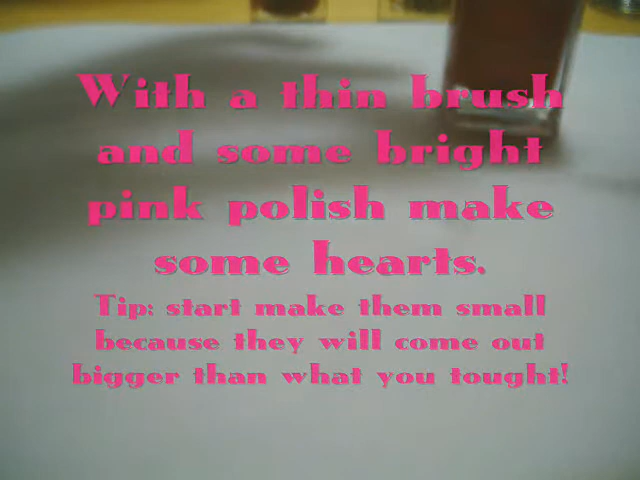 With a thin brush
and some bright
pink polish make
some hearts.
Tip: start make them small
because they will come out
bigger than what you tought!